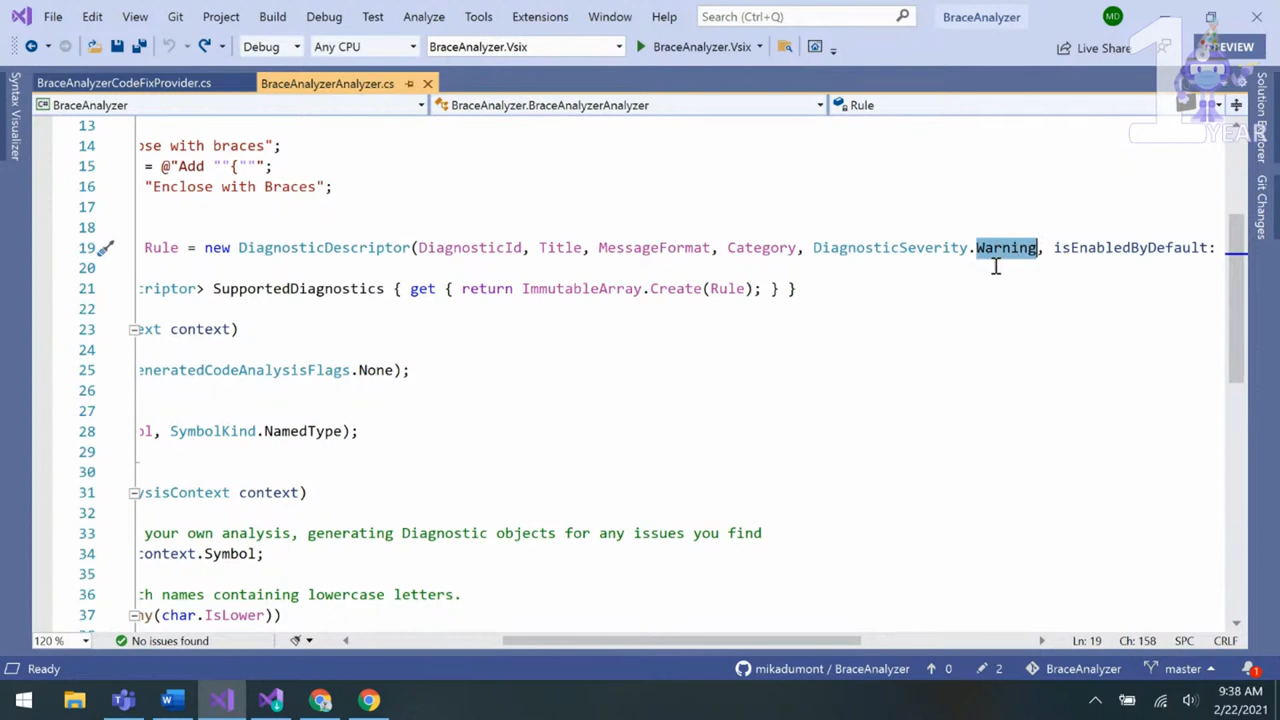 File Edit View Git Project Build Debug Test Analyze Tools Extensions Window Help Search (Ctrl+Q) BraceAnalyzer MD
Debug Any CPU BraceAnalyzer.Vsix BraceAnalyzer.Vsix Live Share PREVIEW
1 YEAR
Syntax Visualizer
Solution Explorer
Git Changes
BraceAnalyzerCodeFixProvider.cs BraceAnalyzerAnalyzer.cs
BraceAnalyzer BraceAnalyzer.BraceAnalyzerAnalyzer Rule
13
14 ose with braces";
15 = @"Add ""{"";
16 "Enclose with Braces";
17
18
19 Rule = new DiagnosticDescriptor(DiagnosticId, Title, MessageFormat, Category, DiagnosticSeverity.Warning, isEnabledByDefault:
20
21 criptor> SupportedDiagnostics { get { return ImmutableArray.Create(Rule); } }
22
23 ext context)
24
25 eneratedCodeAnalysisFlags.None);
26
27
28 ol, SymbolKind.NamedType);
29
30
31 ysisContext context)
33 your own analysis, generating Diagnostic objects for any issues you find
34 context.Symbol;
35
36 ch names containing lowercase letters.
37 ny(char.IsLower))
120 % No issues found Ln: 19 Ch: 158 SPC CRLF
Ready mikadumont / BraceAnalyzer 0 2 BraceAnalyzer master 1
9:38 AM
2/22/2021